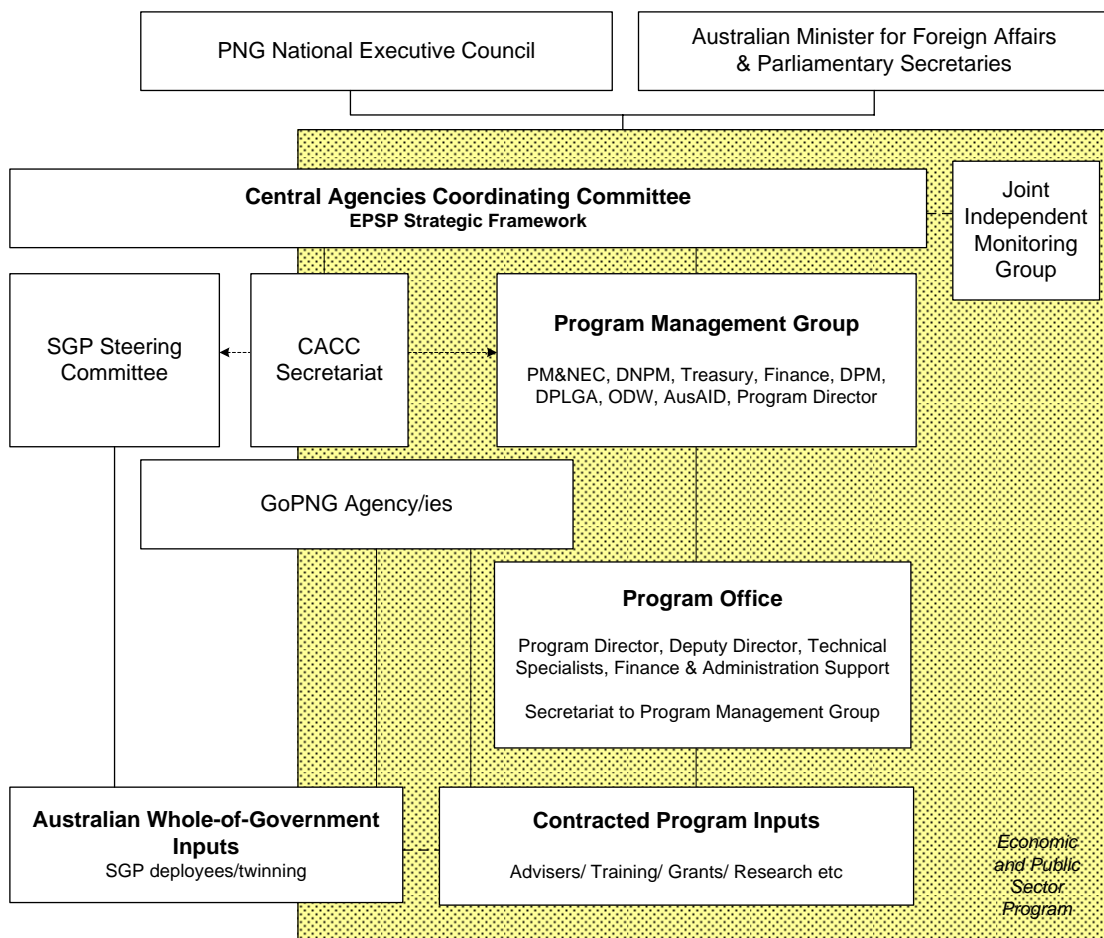 PNG National Executive Council
Australian Minister for Foreign Affairs
& Parliamentary Secretaries
Central Agencies Coordinating Committee
EPSP Strategic Framework
Joint
Independent
Monitoring
Group
SGP Steering
Committee
CACC
Secretariat
Program Management Group
PM&NEC, DNPM, Treasury, Finance, DPM,
DPLGA, ODW, AusAID, Program Director
GoPNG Agency/ies
Program Office
Program Director, Deputy Director, Technical
Specialists, Finance & Administration Support
Secretariat to Program Management Group
Australian Whole-of-Government
Inputs
SGP deployees/twinning
Contracted Program Inputs
Advisers/ Training/ Grants/ Research etc
Economic
and Public
Sector
Program